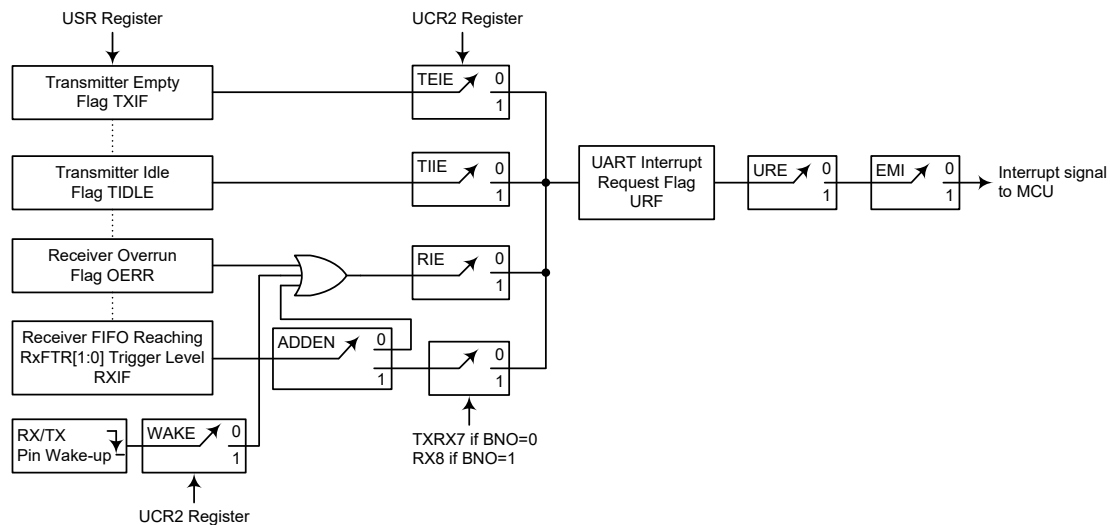 USR Register
UCR2 Register
Transmitter Empty
Flag TXIF
TEIE
0
1
Transmitter Idle
Flag TIDLE
TIIE
0
1
UART Interrupt
Request Flag
URF
URE
0
1
EMI
0
1
Interrupt signal
to MCU
Receiver Overrun
Flag OERR
RIE
0
1
Receiver FIFO Reaching
RxFTR[1:0] Trigger Level
RXIF
ADDEN
0
1
0
1
RX/TX
Pin Wake-up
WAKE
0
1
TXRX7 if BNO=0
RX8 if BNO=1
UCR2 Register